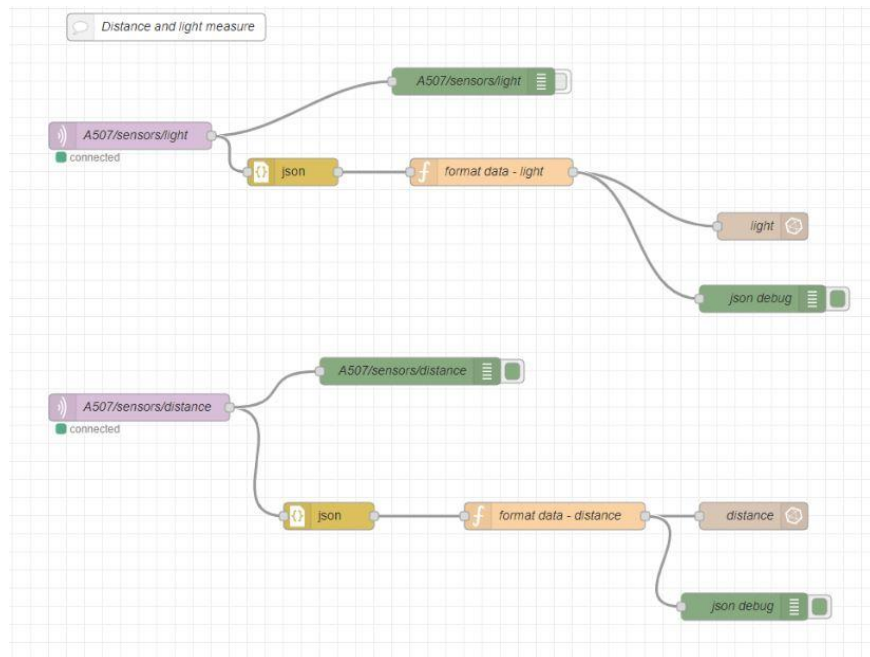 Distance and light measure
A507/sensors/light
A507/sensors/light
connected
json
format data - light
light
json debug
A507/sensors/distance
A507/sensors/distance
connected
json
format data - distance
distance
json debug